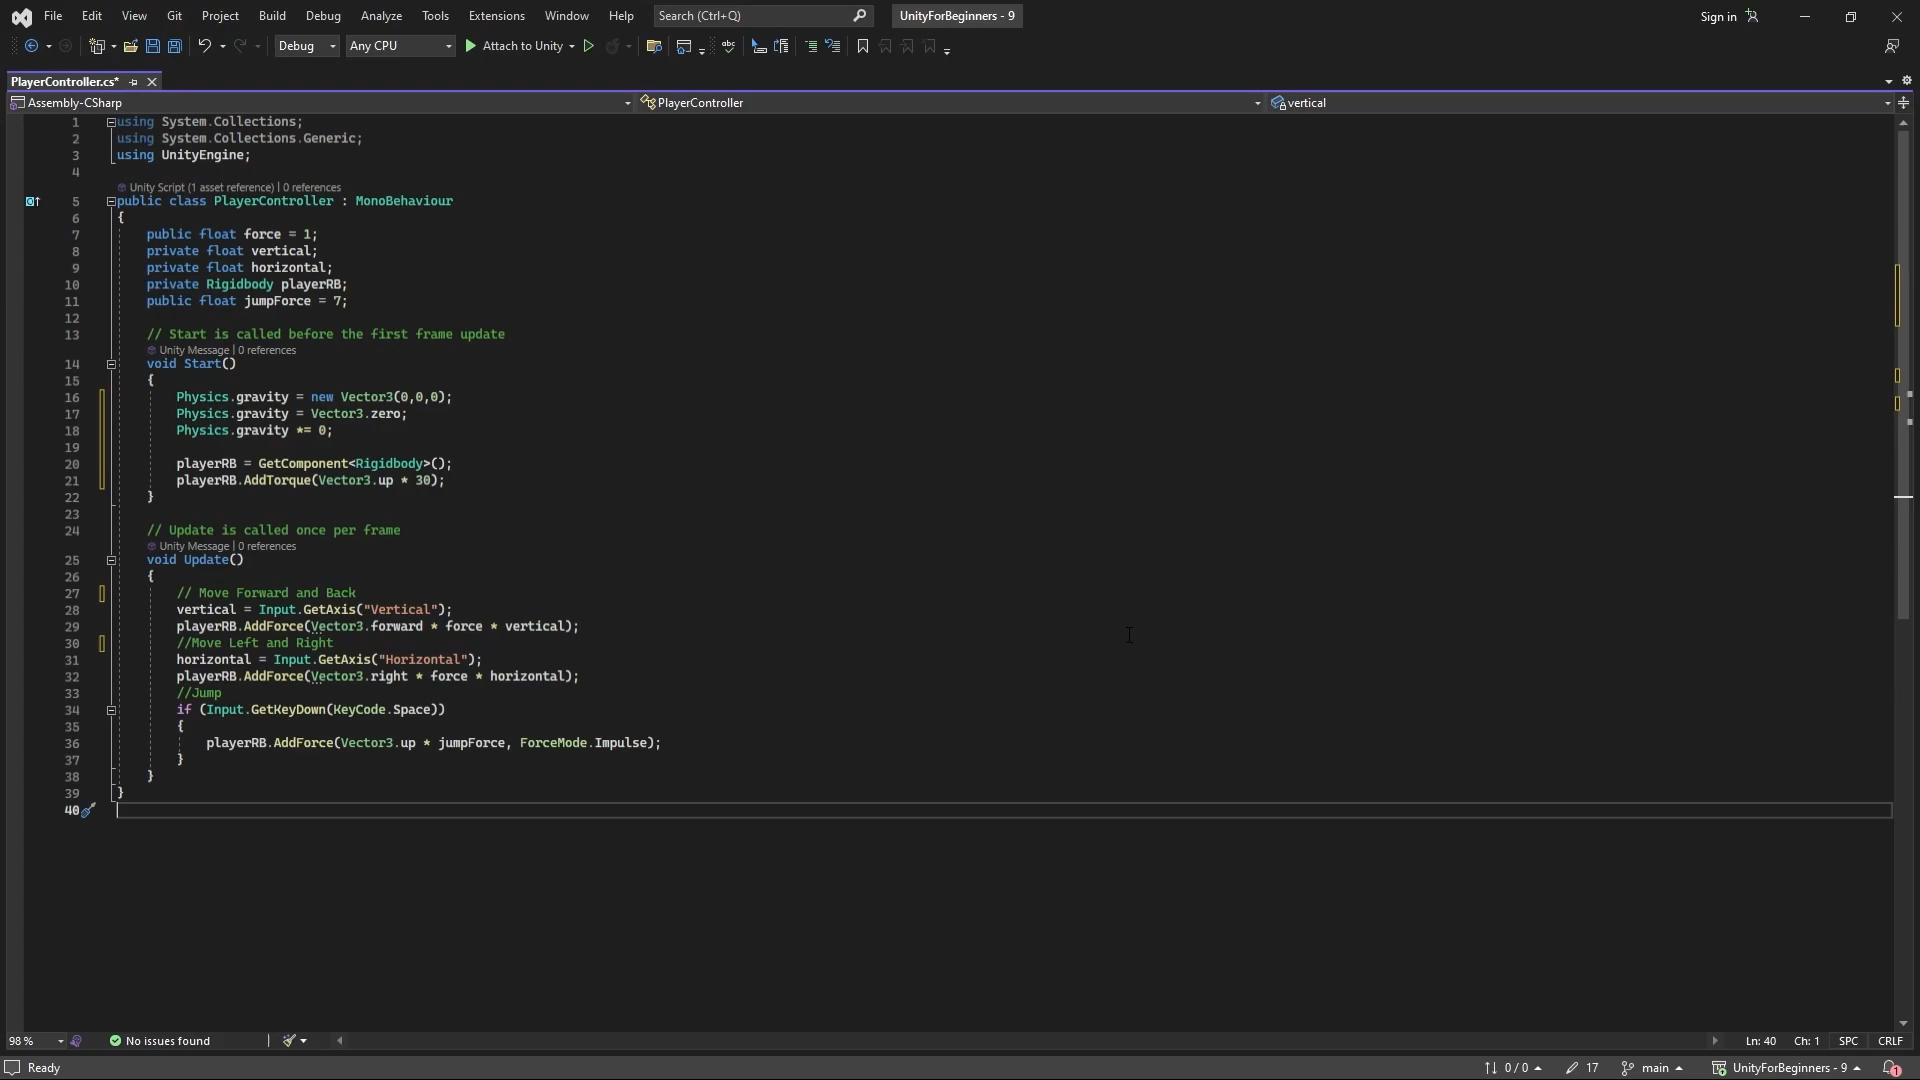 File Edit View Git Project Build Debug Analyze Tools Extensions Window Help Search (Ctrl+Q) UnityForBeginners - 9 Sign in
Debug Any CPU Attach to Unity
PlayerController.cs*
Assembly-CSharp PlayerController vertical
1 using System.Collections;
2 using System.Collections.Generic;
3 using UnityEngine;
4
Unity Script (1 asset reference) | 0 references
5 public class PlayerController : MonoBehaviour
6 {
7 public float force = 1;
8 private float vertical;
9 private float horizontal;
10 private Rigidbody playerRB;
11 public float jumpForce = 7;
12
13 // Start is called before the first frame update
Unity Message | 0 references
14 void Start()
15 {
16 Physics.gravity = new Vector3(0,0,0);
17 Physics.gravity = Vector3.zero;
18 Physics.gravity *= 0;
19
20 playerRB = GetComponent<Rigidbody>();
21 playerRB.AddTorque(Vector3.up * 30);
22 }
23
24 // Update is called once per frame
Unity Message | 0 references
25 void Update()
26 {
27 // Move Forward and Back
28 vertical = Input.GetAxis("Vertical");
29 playerRB.AddForce(Vector3.forward * force * vertical);
30 //Move Left and Right
31 horizontal = Input.GetAxis("Horizontal");
32 playerRB.AddForce(Vector3.right * force * horizontal);
33 //Jump
34 if (Input.GetKeyDown(KeyCode.Space))
35 {
36 playerRB.AddForce(Vector3.up * jumpForce, ForceMode.Impulse);
37 }
38 }
39 }
40
98 % No issues found Ln: 40 Ch: 1 SPC CRLF
Ready 0 / 0 17 main UnityForBeginners - 9 1